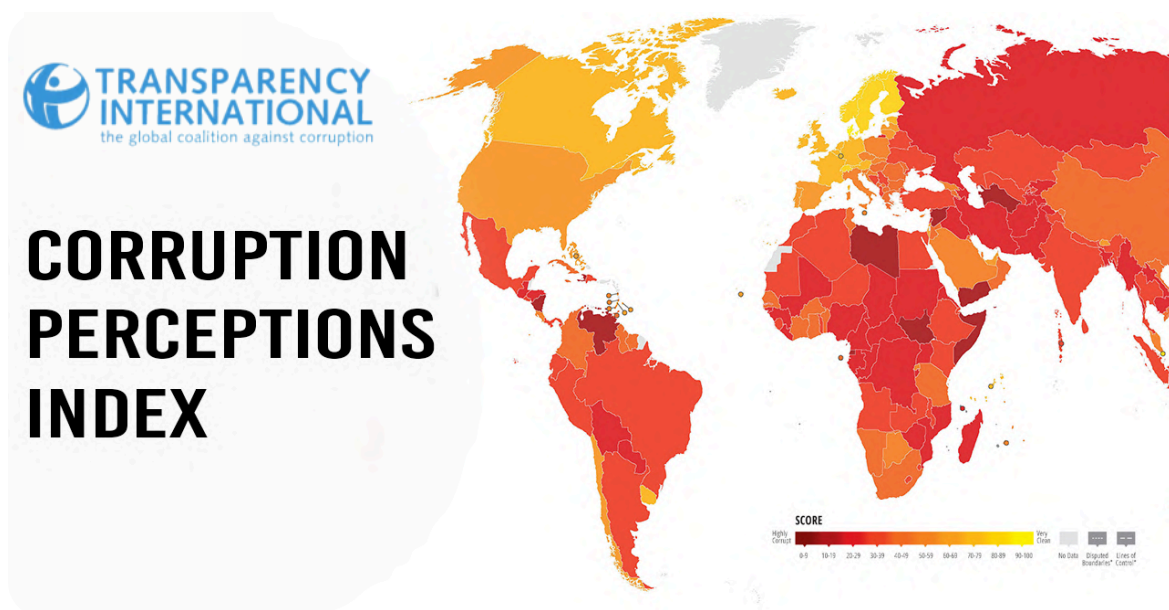 TRANSPARENCY
INTERNATIONAL
the global coalition against corruption
CORRUPTION
PERCEPTIONS
INDEX
SCORE
Highly
Corrupt
Very
Clean
0-9 10-19 20-29 30-39 40-49 50-59 60-69 70-79 80-89 90-100
No Data
Disputed
Boundaries*
Lines of
Control*